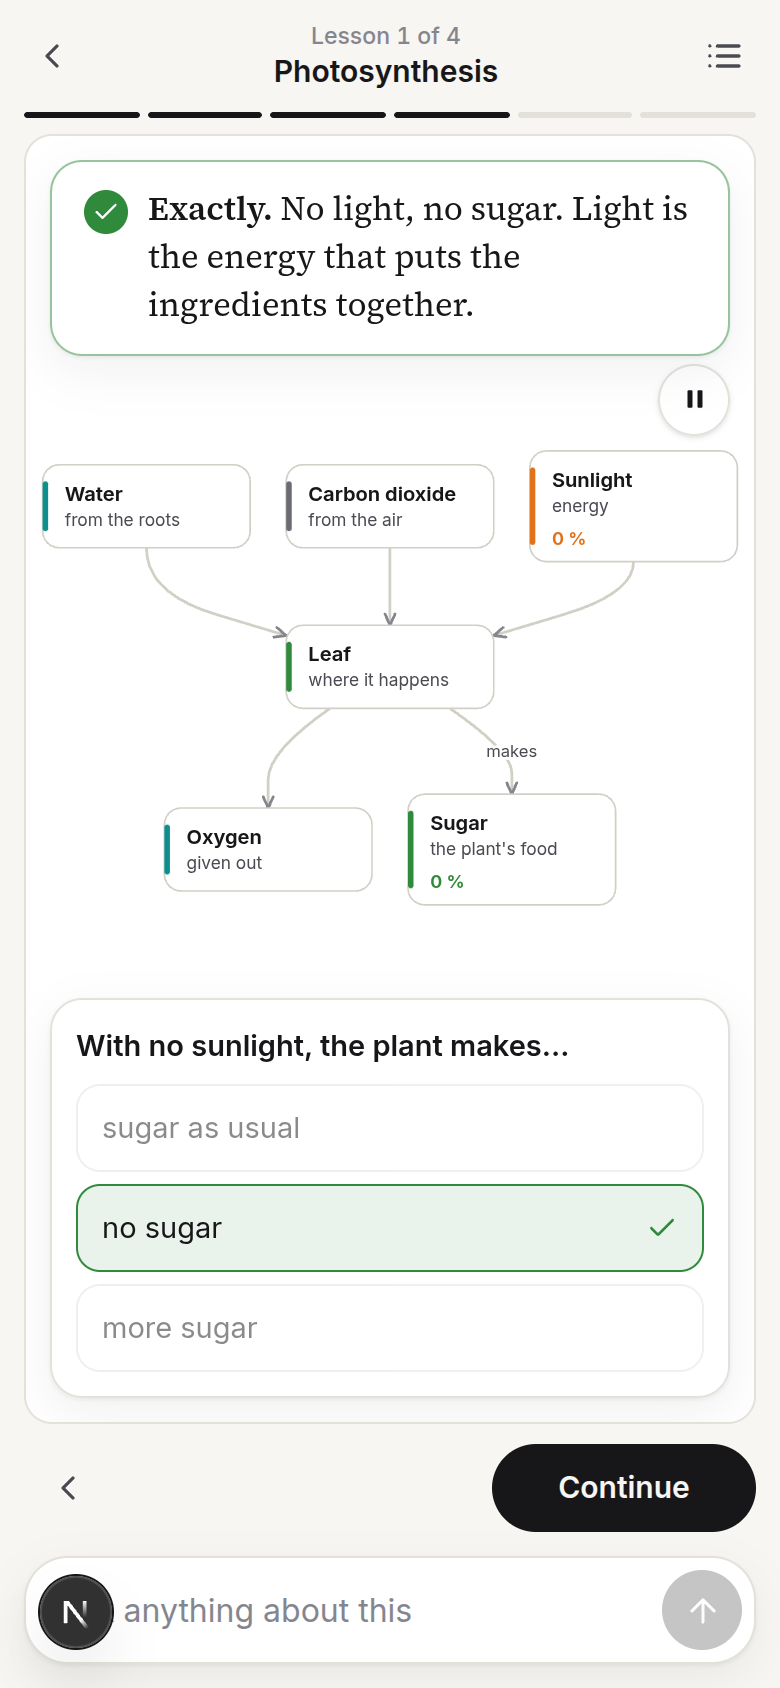 Lesson 1 of 4
Photosynthesis
Exactly. No light, no sugar. Light is
the energy that puts the
ingredients together.
Water
from the roots
Carbon dioxide
from the air
Sunlight
energy
0 %
Leaf
where it happens
makes
Oxygen
given out
Sugar
the plant's food
0 %
With no sunlight, the plant makes...
sugar as usual
no sugar
more sugar
Continue
N
anything about this